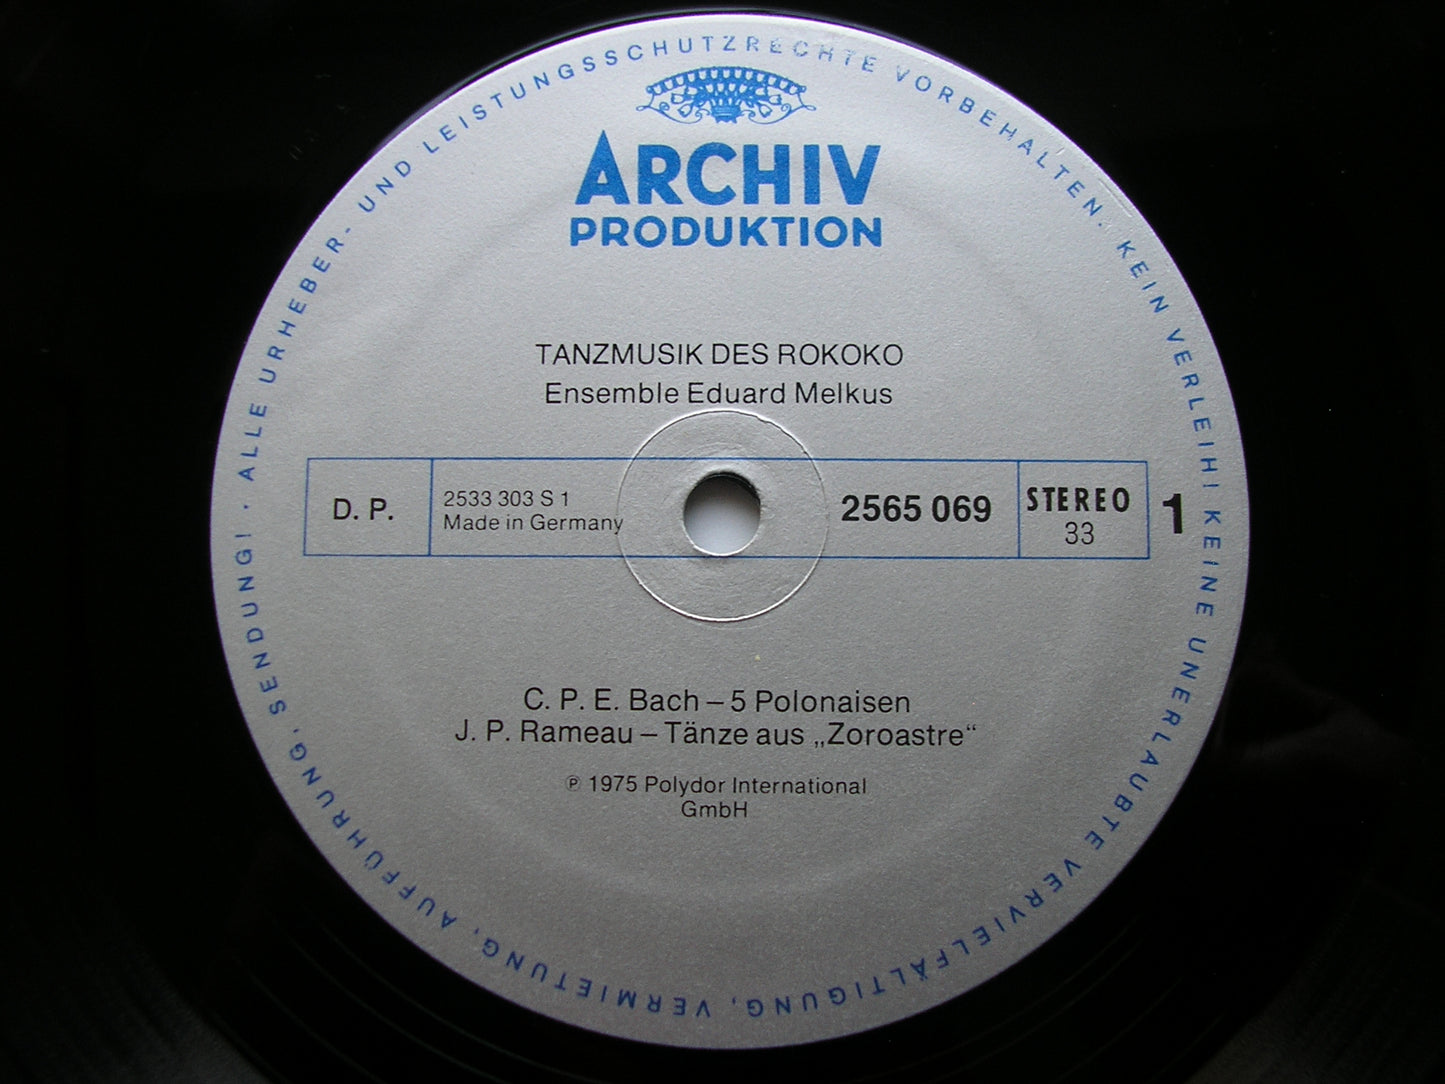 ALLE URHEBER- UND LEISTUNGSSCHUTZRECHTE VORBEHALTEN. KEIN VERLEIH! KEINE UNERLAUBTE VERVIELFÄLTIGUNG, VERMIETUNG, AUFFÜHRUNG, SENDUNG! ·
ARCHIV
PRODUKTION
TANZMUSIK DES ROKOKO
Ensemble Eduard Melkus
D. P.
2533 303 S 1
Made in Germany
2565 069
STEREO
33
1
C. P. E. Bach – 5 Polonaisen
J. P. Rameau – Tänze aus „Zoroastre“
℗ 1975 Polydor International
GmbH